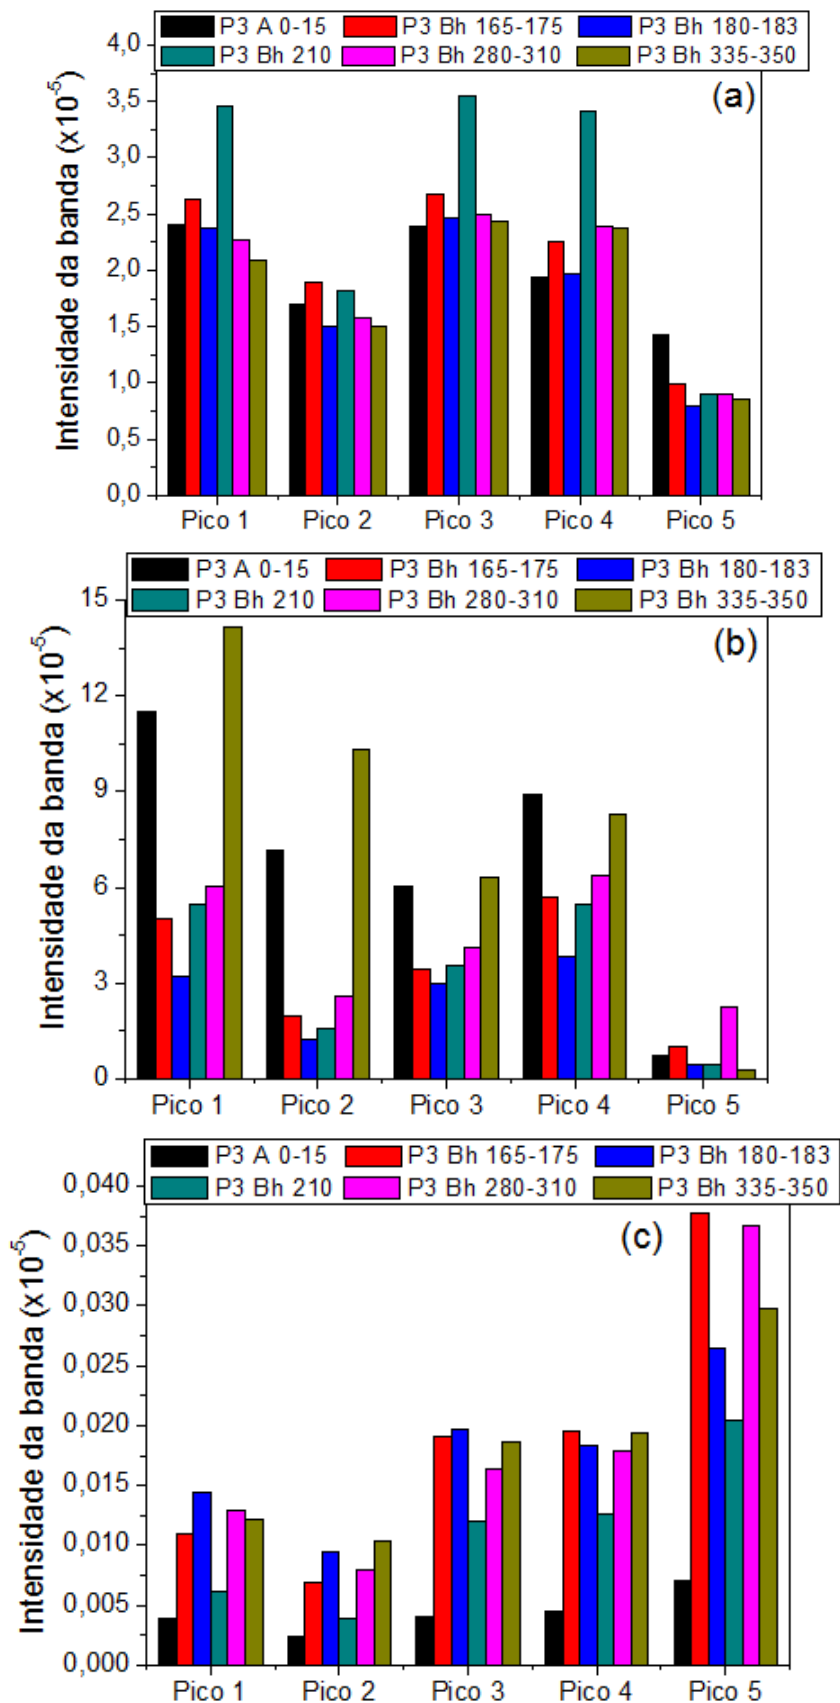 P3 A 0-15 P3 Bh 165-175 P3 Bh 180-183
P3 Bh 210 P3 Bh 280-310 P3 Bh 335-350
(a)
Intensidade da banda (x10^-5)
4,0
3,5
3,0
2,5
2,0
1,5
1,0
0,5
0,0
Pico 1 Pico 2 Pico 3 Pico 4 Pico 5
P3 A 0-15 P3 Bh 165-175 P3 Bh 180-183
P3 Bh 210 P3 Bh 280-310 P3 Bh 335-350
(b)
Intensidade da banda (x10^-5)
15
12
9
6
3
0
Pico 1 Pico 2 Pico 3 Pico 4 Pico 5
P3 A 0-15 P3 Bh 165-175 P3 Bh 180-183
P3 Bh 210 P3 Bh 280-310 P3 Bh 335-350
(c)
Intensidade da banda (x10^-5)
0,040
0,035
0,030
0,025
0,020
0,015
0,010
0,005
0,000
Pico 1 Pico 2 Pico 3 Pico 4 Pico 5